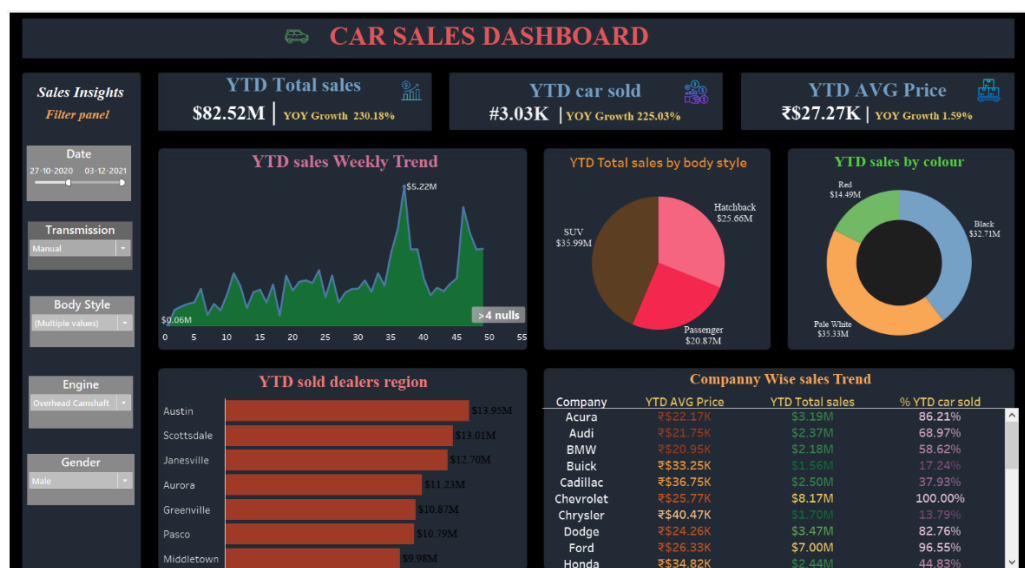 CAR SALES DASHBOARD
Sales Insights
Filter panel
Date
27-10-2020 03-12-2021
Transmission
Manual
Body Style
(Multiple values)
Engine
Overhead Camshaft
Gender
Male
YTD Total sales
$82.52M | YOY Growth 230.18%
YTD car sold
#3.03K | YOY Growth 225.03%
YTD AVG Price
₹$27.27K | YOY Growth 1.59%
YTD sales Weekly Trend
$5.22M
$0.06M
>4 nulls
0 5 10 15 20 25 30 35 40 45 50 55
YTD Total sales by body style
Hatchback
$25.66M
SUV
$35.99M
Passenger
$20.87M
YTD sales by colour
Red
$14.49M
Black
$32.71M
Pale White
$35.33M
YTD sold dealers region
Austin $13.95M
Scottsdale $13.01M
Janesville $12.70M
Aurora $11.23M
Greenville $10.87M
Pasco $10.79M
Middletown $9.98M
Companny Wise sales Trend
Company YTD AVG Price YTD Total sales % YTD car sold
Acura ₹$22.17K $3.19M 86.21%
Audi ₹$21.75K $2.37M 68.97%
BMW ₹$20.95K $2.18M 58.62%
Buick ₹$33.25K $1.56M 17.24%
Cadillac ₹$36.75K $2.50M 37.93%
Chevrolet ₹$25.77K $8.17M 100.00%
Chrysler ₹$40.47K $1.70M 13.79%
Dodge ₹$24.26K $3.47M 82.76%
Ford ₹$26.33K $7.00M 96.55%
Honda ₹$34.82K $2.44M 44.83%